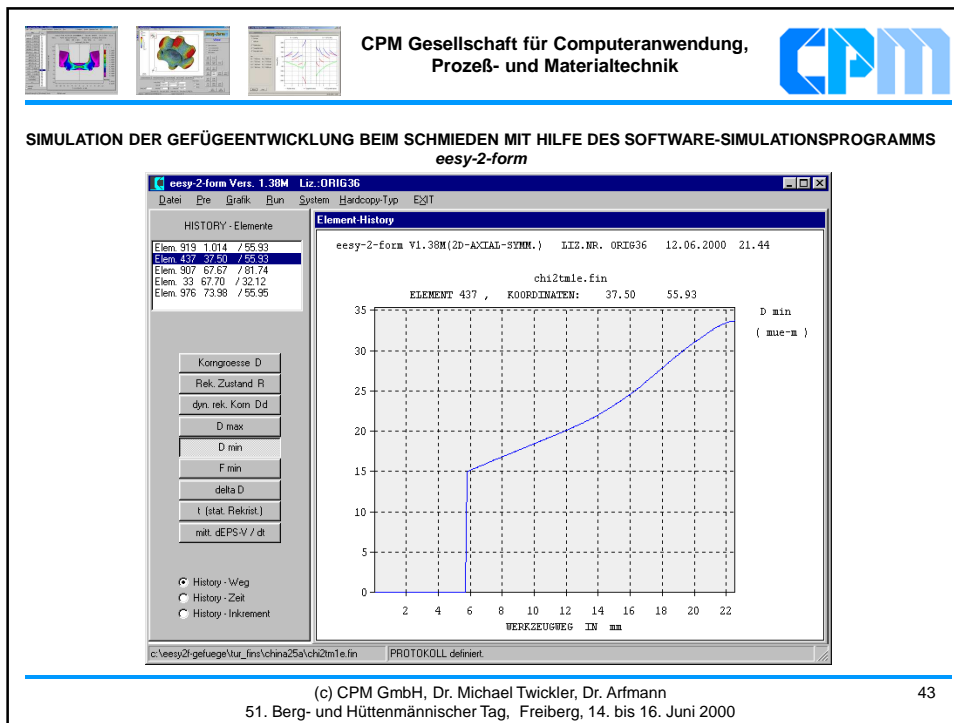 CPM Gesellschaft für Computeranwendung,
Prozeß- und Materialtechnik
CPM
SIMULATION DER GEFÜGEENTWICKLUNG BEIM SCHMIEDEN MIT HILFE DES SOFTWARE-SIMULATIONSPROGRAMMS
eesy-2-form
eesy-2-form Vers. 1.38M Liz.:ORIG36
Datei Pre Grafik Run System Hardcopy-Typ EXIT
HISTORY - Elemente
Elem. 919 1.014 / 55.93
Elem. 437 37.50 / 55.93
Elem. 907 67.67 / 81.74
Elem. 33 67.70 / 32.12
Elem. 976 73.98 / 55.95
Korngroesse D
Rek. Zustand R
dyn. rek. Korn Dd
D max
D min
F min
delta D
t (stat. Rekrist.)
mitt. dEPS-V / dt
History - Weg
History - Zeit
History - Inkrement
Element-History
eesy-2-form V1.38M(2D-AXIAL-SYMM.) LIZ.NR. ORIG36 12.06.2000 21.44
chi2tm1e.fin
ELEMENT 437 , KOORDINATEN: 37.50 55.93
D min
( mue-m )
35
30
25
20
15
10
5
0
2 4 6 8 10 12 14 16 18 20 22
WERKZEUGWEG IN mm
c:\eesy2f-gefuege\tur_fins\china25a\chi2tm1e.fin PROTOKOLL definiert.
(c) CPM GmbH, Dr. Michael Twickler, Dr. Arfmann
43
51. Berg- und Hüttenmännischer Tag, Freiberg, 14. bis 16. Juni 2000